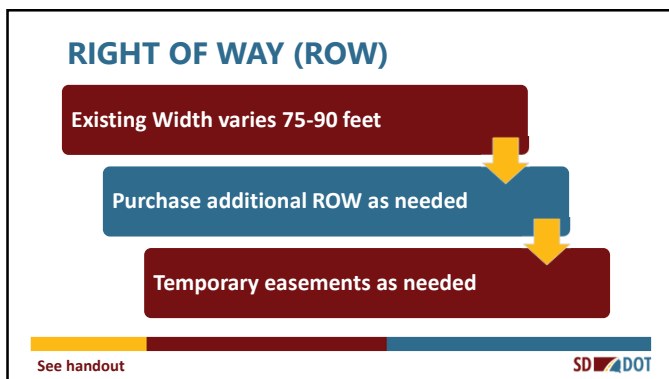 RIGHT OF WAY (ROW)
Existing Width varies 75-90 feet
Purchase additional ROW as needed
Temporary easements as needed
See handout
SD DOT